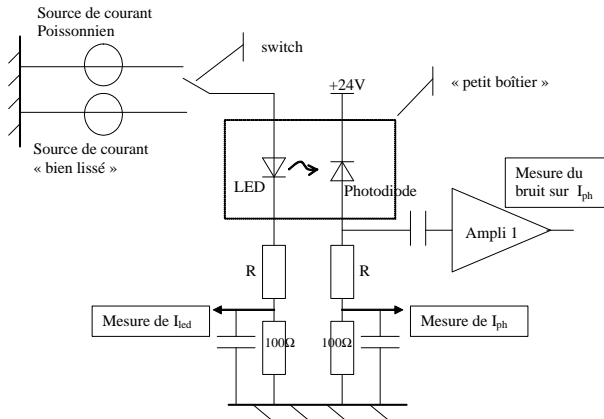 Source de courant
Poissonnien
switch
Source de courant
« bien lissé »
+24V
« petit boîtier »
LED
Photodiode
Mesure du
bruit sur Iph
Ampli 1
R
R
Mesure de Iled
100Ω
100Ω
Mesure de Iph